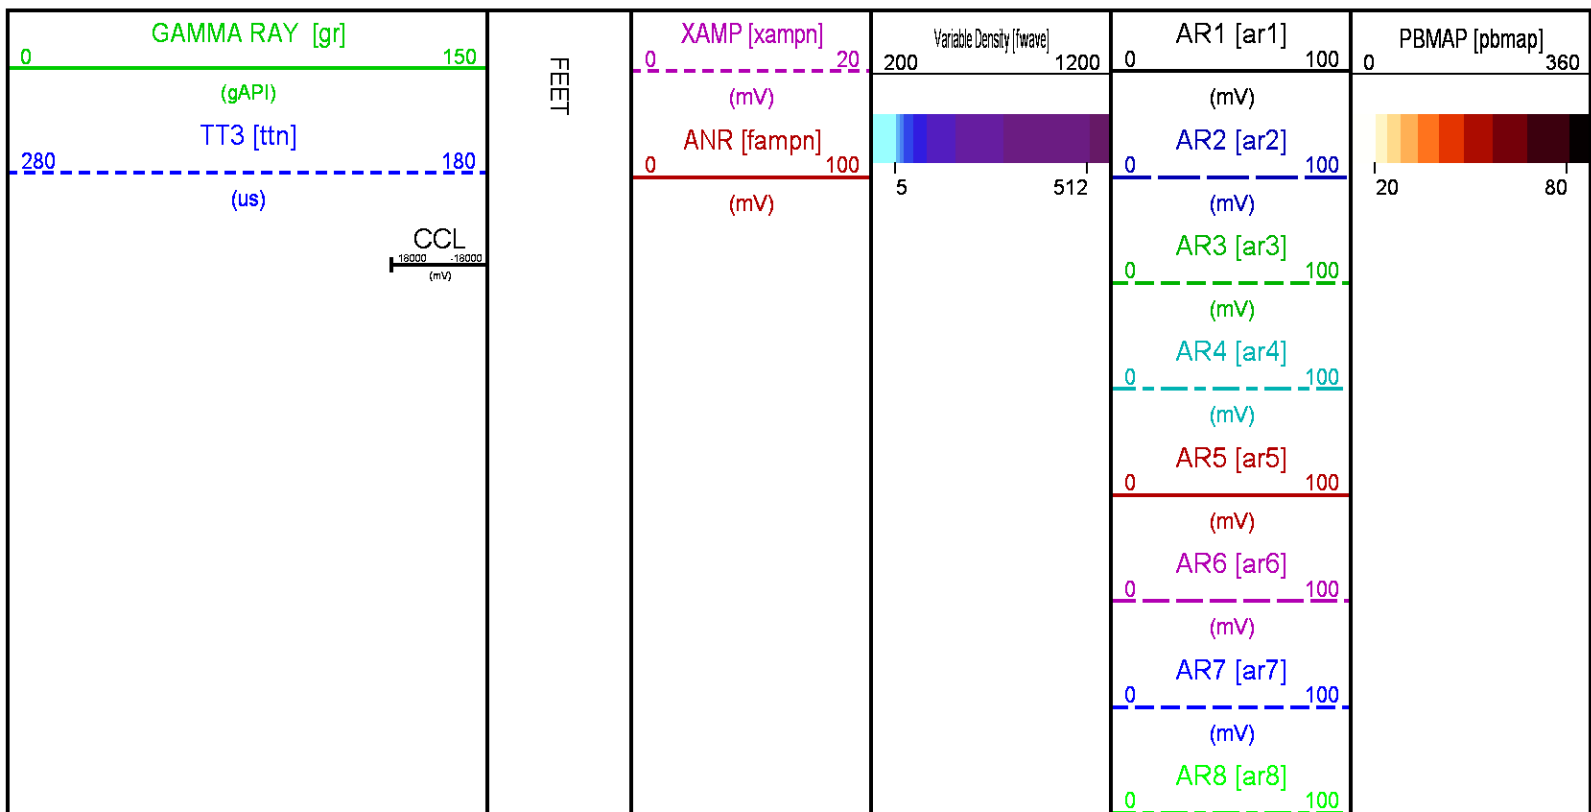 GAMMA RAY [gr]
0 150
(gAPI)
TT3 [ttn]
280 180
(us)
CCL
16000 -16000
(mV)
FEET
XAMP [xampn]
0 20
(mV)
ANR [fampn]
0 100
(mV)
Variable Density [fwave]
200 1200
5 512
AR1 [ar1]
0 100
(mV)
AR2 [ar2]
0 100
(mV)
AR3 [ar3]
0 100
(mV)
AR4 [ar4]
0 100
(mV)
AR5 [ar5]
0 100
(mV)
AR6 [ar6]
0 100
(mV)
AR7 [ar7]
0 100
(mV)
AR8 [ar8]
0 100
PBMAP [pbmap]
0 360
20 80